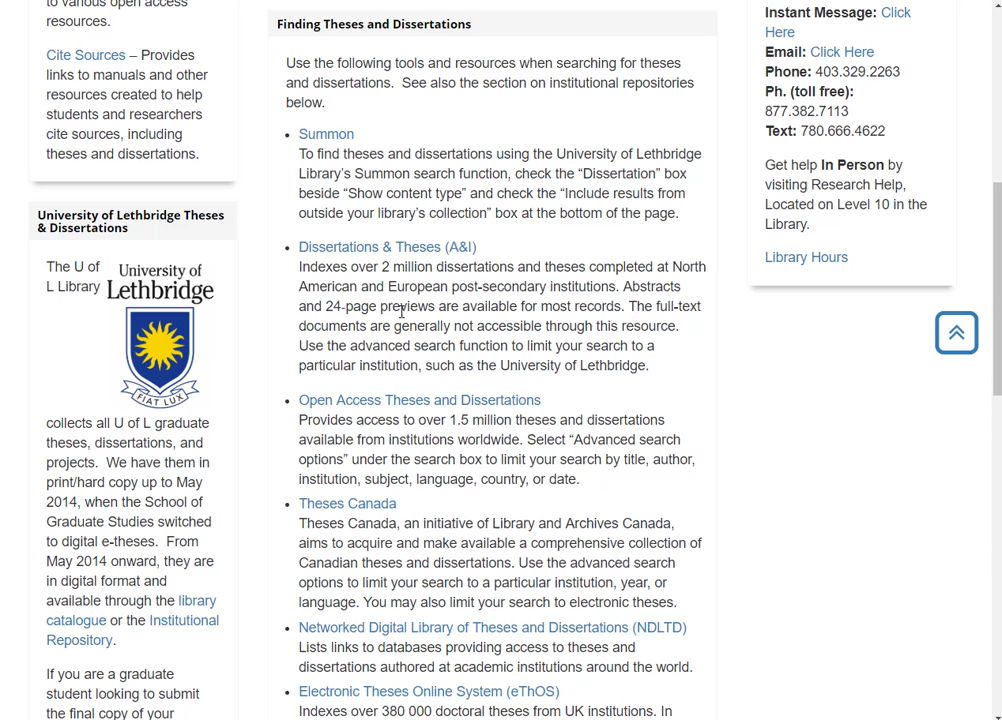 to various open access
resources.
Cite Sources – Provides
links to manuals and other
resources created to help
students and researchers
cite sources, including
theses and dissertations.
University of Lethbridge Theses
& Dissertations
The U of
L Library
University of
Lethbridge
FIAT LUX
collects all U of L graduate
theses, dissertations, and
projects.  We have them in
print/hard copy up to May
2014, when the School of
Graduate Studies switched
to digital e-theses.  From
May 2014 onward, they are
in digital format and
available through the library
catalogue or the Institutional
Repository.
If you are a graduate
student looking to submit
the final copy of your
Finding Theses and Dissertations
Use the following tools and resources when searching for theses
and dissertations.  See also the section on institutional repositories
below.
• Summon
To find theses and dissertations using the University of Lethbridge
Library’s Summon search function, check the “Dissertation” box
beside “Show content type” and check the “Include results from
outside your library’s collection” box at the bottom of the page.
• Dissertations & Theses (A&I)
Indexes over 2 million dissertations and theses completed at North
American and European post-secondary institutions. Abstracts
and 24-page previews are available for most records. The full-text
documents are generally not accessible through this resource.
Use the advanced search function to limit your search to a
particular institution, such as the University of Lethbridge.
• Open Access Theses and Dissertations
Provides access to over 1.5 million theses and dissertations
available from institutions worldwide. Select “Advanced search
options” under the search box to limit your search by title, author,
institution, subject, language, country, or date.
• Theses Canada
Theses Canada, an initiative of Library and Archives Canada,
aims to acquire and make available a comprehensive collection of
Canadian theses and dissertations. Use the advanced search
options to limit your search to a particular institution, year, or
language. You may also limit your search to electronic theses.
• Networked Digital Library of Theses and Dissertations (NDLTD)
Lists links to databases providing access to theses and
dissertations authored at academic institutions around the world.
• Electronic Theses Online System (eThOS)
Indexes over 380 000 doctoral theses from UK institutions. In
Instant Message: Click
Here
Email: Click Here
Phone: 403.329.2263
Ph. (toll free):
877.382.7113
Text: 780.666.4622
Get help In Person by
visiting Research Help,
Located on Level 10 in the
Library.
Library Hours